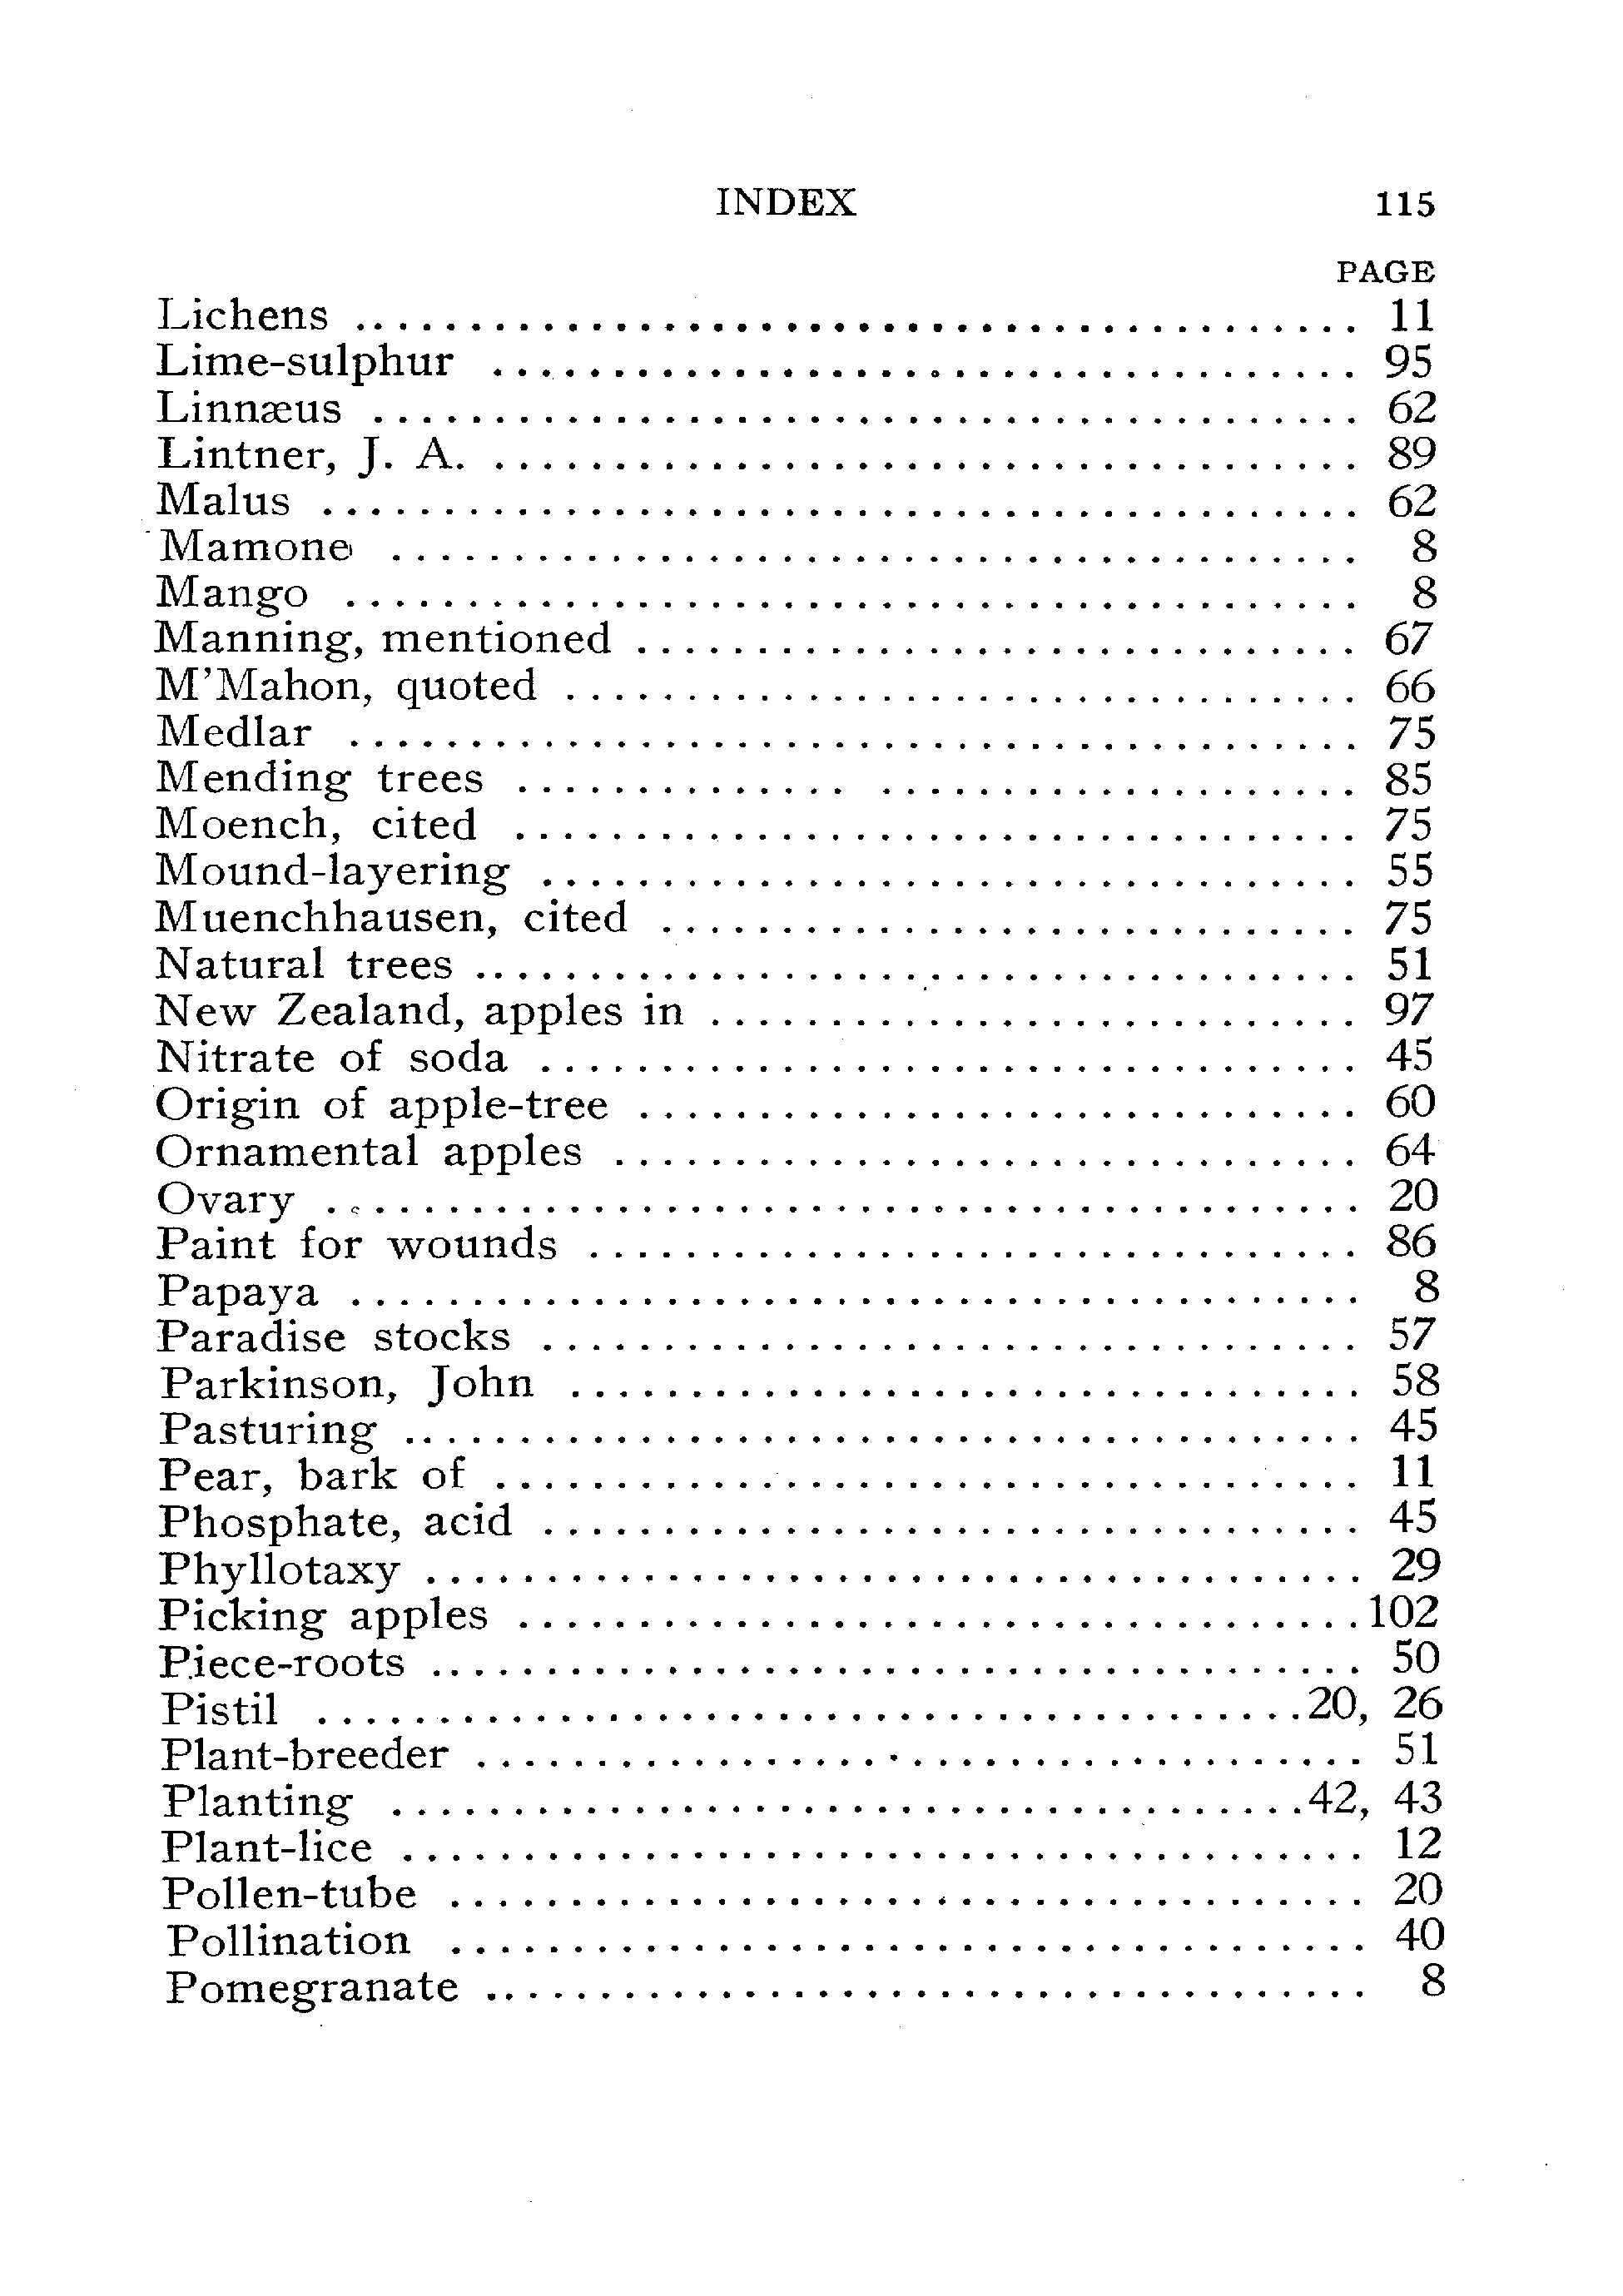 INDEX 115
PAGE
Lichens ........................................ 11
Lime-sulphur .................................... 95
Linnæus ......................................... 62
Lintner, J. A. .................................... 89
Malus ........................................... 62
Mamone ........................................ 8
Mango .......................................... 8
Manning, mentioned .............................. 67
M'Mahon, quoted ................................. 66
Medlar .......................................... 75
Mending trees ................................... 85
Moench, cited ................................... 75
Mound-layering .................................. 55
Muenchhausen, cited ............................. 75
Natural trees .................................... 51
New Zealand, apples in ........................... 97
Nitrate of soda .................................. 45
Origin of apple-tree .............................. 60
Ornamental apples ............................... 64
Ovary ........................................... 20
Paint for wounds ................................ 86
Papaya .......................................... 8
Paradise stocks .................................. 57
Parkinson, John ................................. 58
Pasturing ........................................ 45
Pear, bark of .................................... 11
Phosphate, acid .................................. 45
Phyllotaxy ....................................... 29
Picking apples ................................... 102
Piece-roots ....................................... 50
Pistil ......................................... 20, 26
Plant-breeder ..................................... 51
Planting ...................................... 42, 43
Plant-lice ........................................ 12
Pollen-tube ...................................... 20
Pollination ...................................... 40
Pomegranate .................................... 8